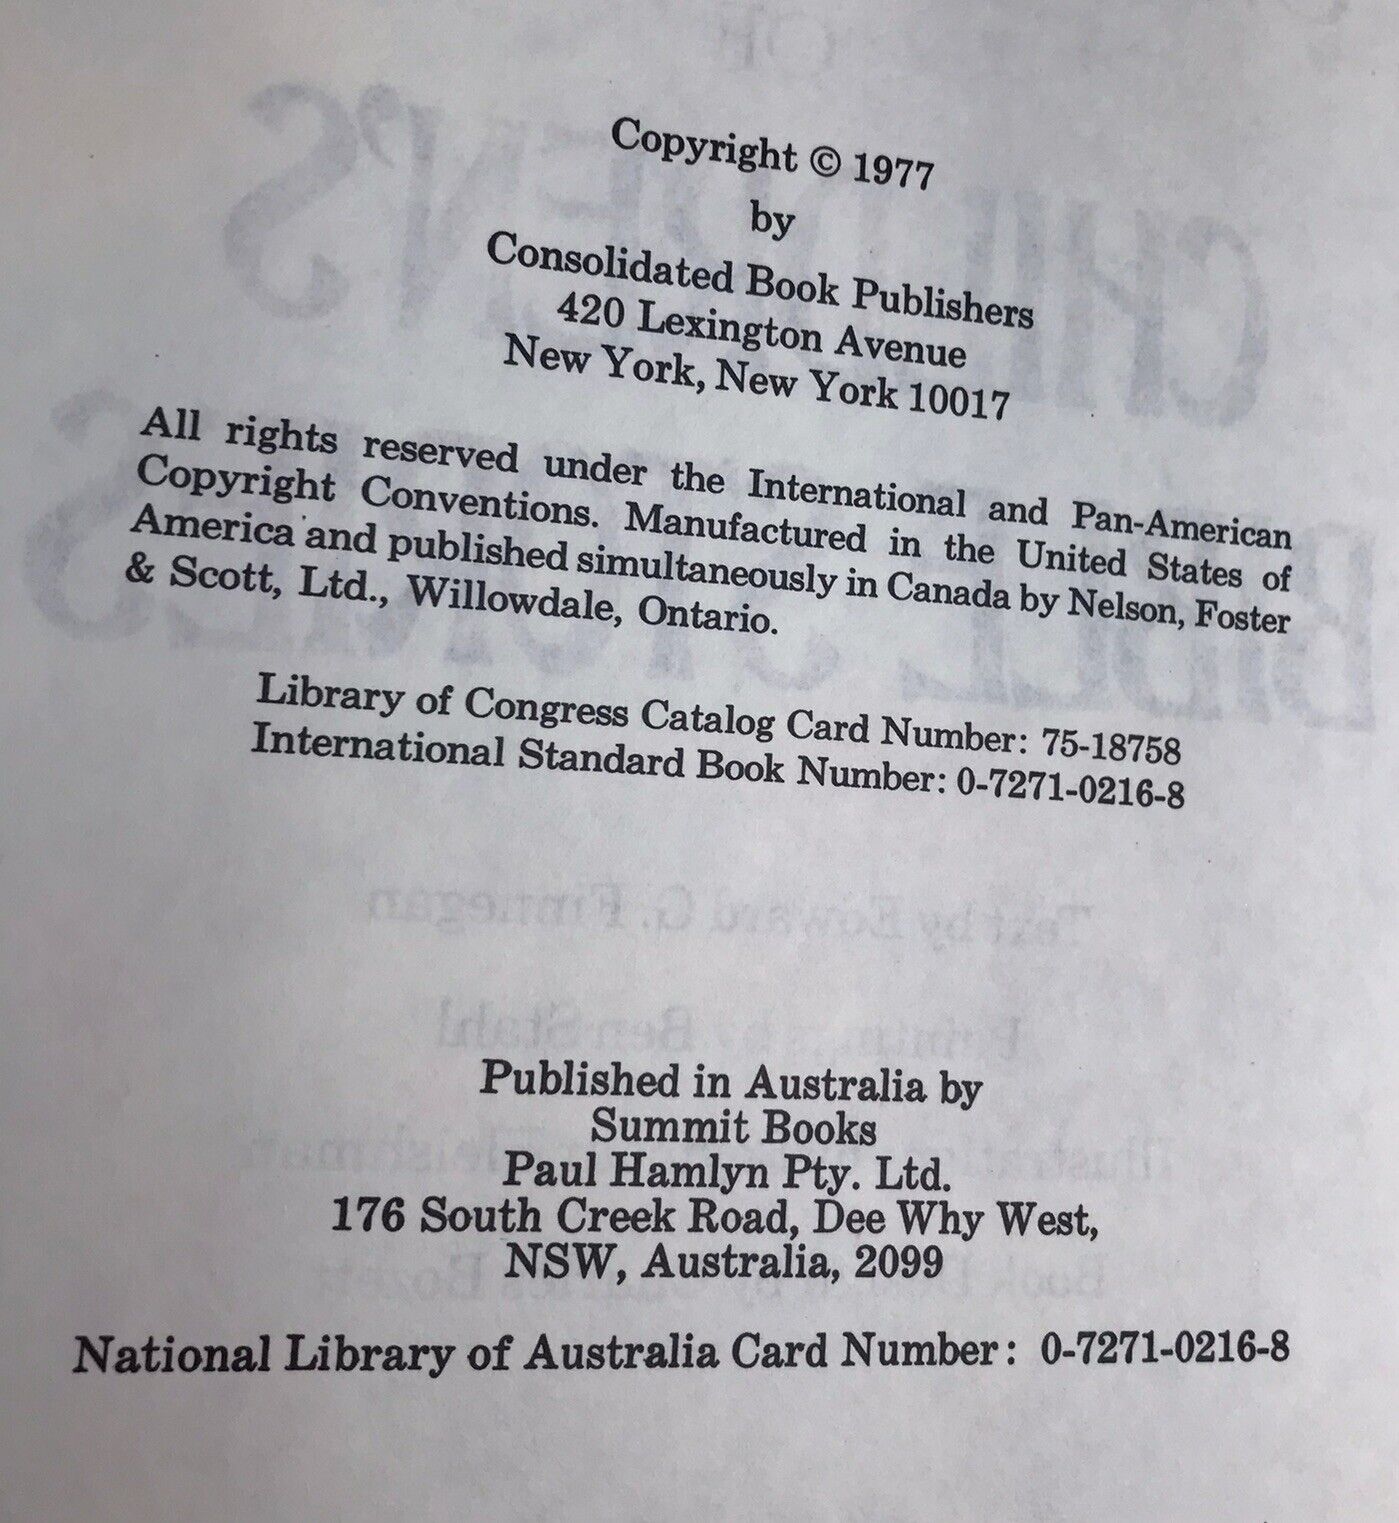 Copyright © 1977
by
Consolidated Book Publishers
420 Lexington Avenue
New York, New York 10017
All rights reserved under the International and Pan-American
Copyright Conventions. Manufactured in the United States of
America and published simultaneously in Canada by Nelson, Foster
& Scott, Ltd., Willowdale, Ontario.
Library of Congress Catalog Card Number: 75-18758
International Standard Book Number: 0-7271-0216-8
Published in Australia by
Summit Books
Paul Hamlyn Pty. Ltd.
176 South Creek Road, Dee Why West,
NSW, Australia, 2099
National Library of Australia Card Number: 0-7271-0216-8